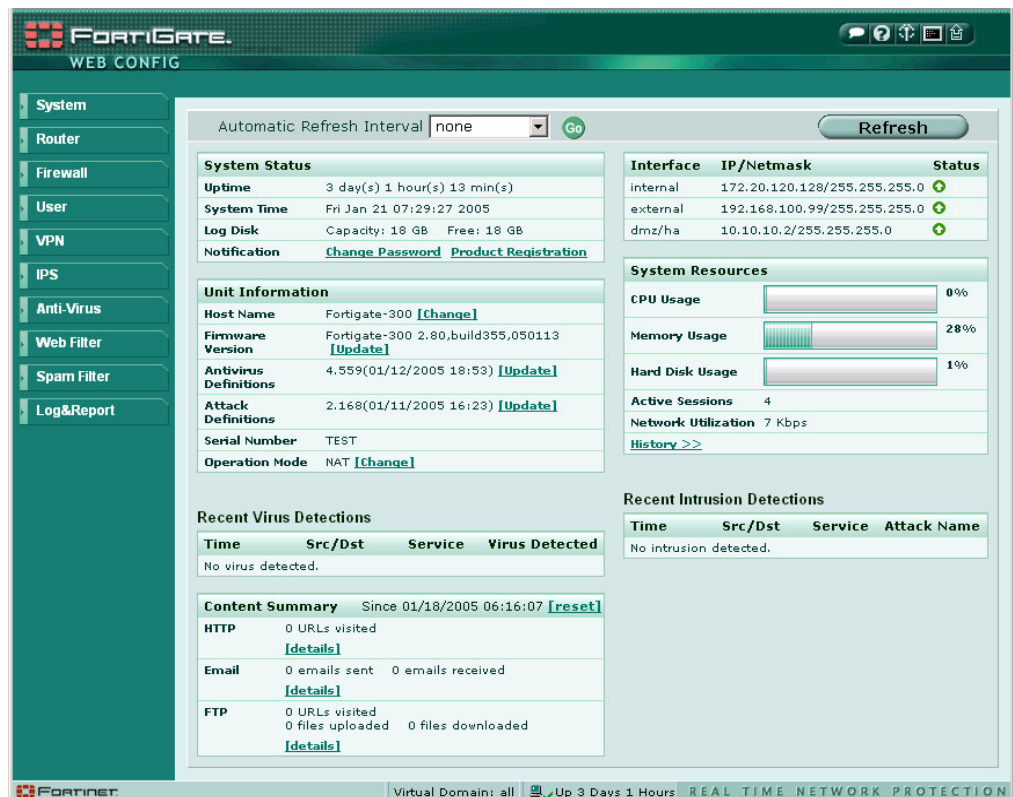 FORTIGATE.
WEB CONFIG
System
Router
Firewall
User
VPN
IPS
Anti-Virus
Web Filter
Spam Filter
Log&Report
Automatic Refresh Interval none Go Refresh
System Status
Uptime 3 day(s) 1 hour(s) 13 min(s)
System Time Fri Jan 21 07:29:27 2005
Log Disk Capacity: 18 GB Free: 18 GB
Notification Change Password Product Registration
Unit Information
Host Name Fortigate-300 [Change]
Firmware Version Fortigate-300 2.80,build355,050113
[Update]
Antivirus Definitions 4.559(01/12/2005 18:53) [Update]
Attack Definitions 2.168(01/11/2005 16:23) [Update]
Serial Number TEST
Operation Mode NAT [Change]
Recent Virus Detections
Time Src/Dst Service Virus Detected
No virus detected.
Content Summary Since 01/18/2005 06:16:07 [reset]
HTTP 0 URLs visited
[details]
Email 0 emails sent 0 emails received
[details]
FTP 0 URLs visited
0 files uploaded 0 files downloaded
[details]
Interface IP/Netmask Status
internal 172.20.120.128/255.255.255.0
external 192.168.100.99/255.255.255.0
dmz/ha 10.10.10.2/255.255.255.0
System Resources
CPU Usage 0%
Memory Usage 28%
Hard Disk Usage 1%
Active Sessions 4
Network Utilization 7 Kbps
History >>
Recent Intrusion Detections
Time Src/Dst Service Attack Name
No intrusion detected.
FORTINET Virtual Domain: all Up 3 Days 1 Hours REAL TIME NETWORK PROTECTION